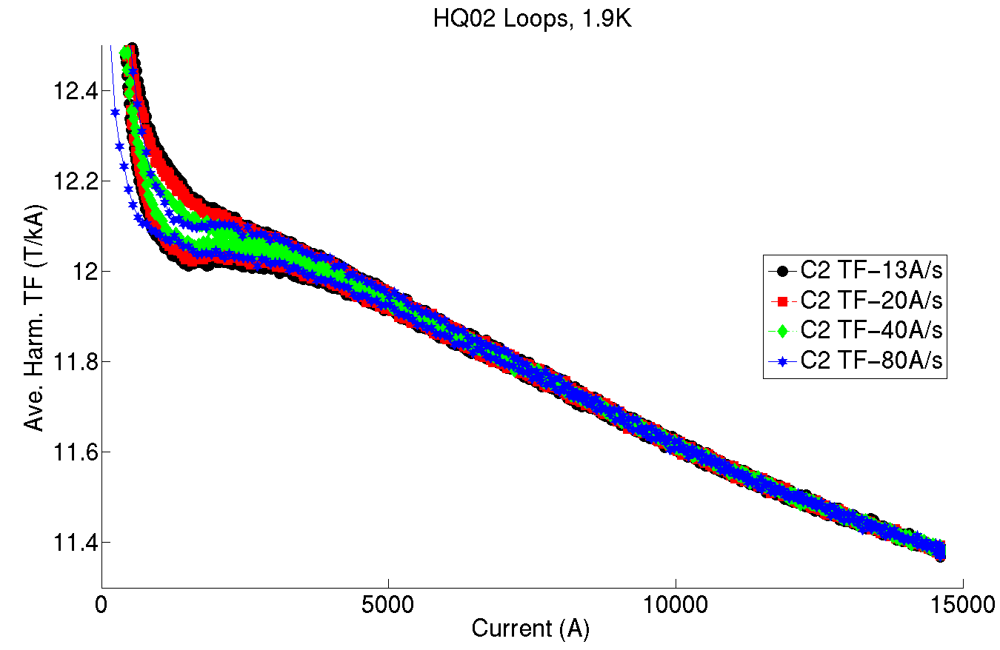 HQ02 Loops, 1.9K
Ave. Harm. TF (T/kA)
12.4
12.2
12
11.8
11.6
11.4
C2 TF−13A/s
C2 TF−20A/s
C2 TF−40A/s
C2 TF−80A/s
0
5000
10000
15000
Current (A)